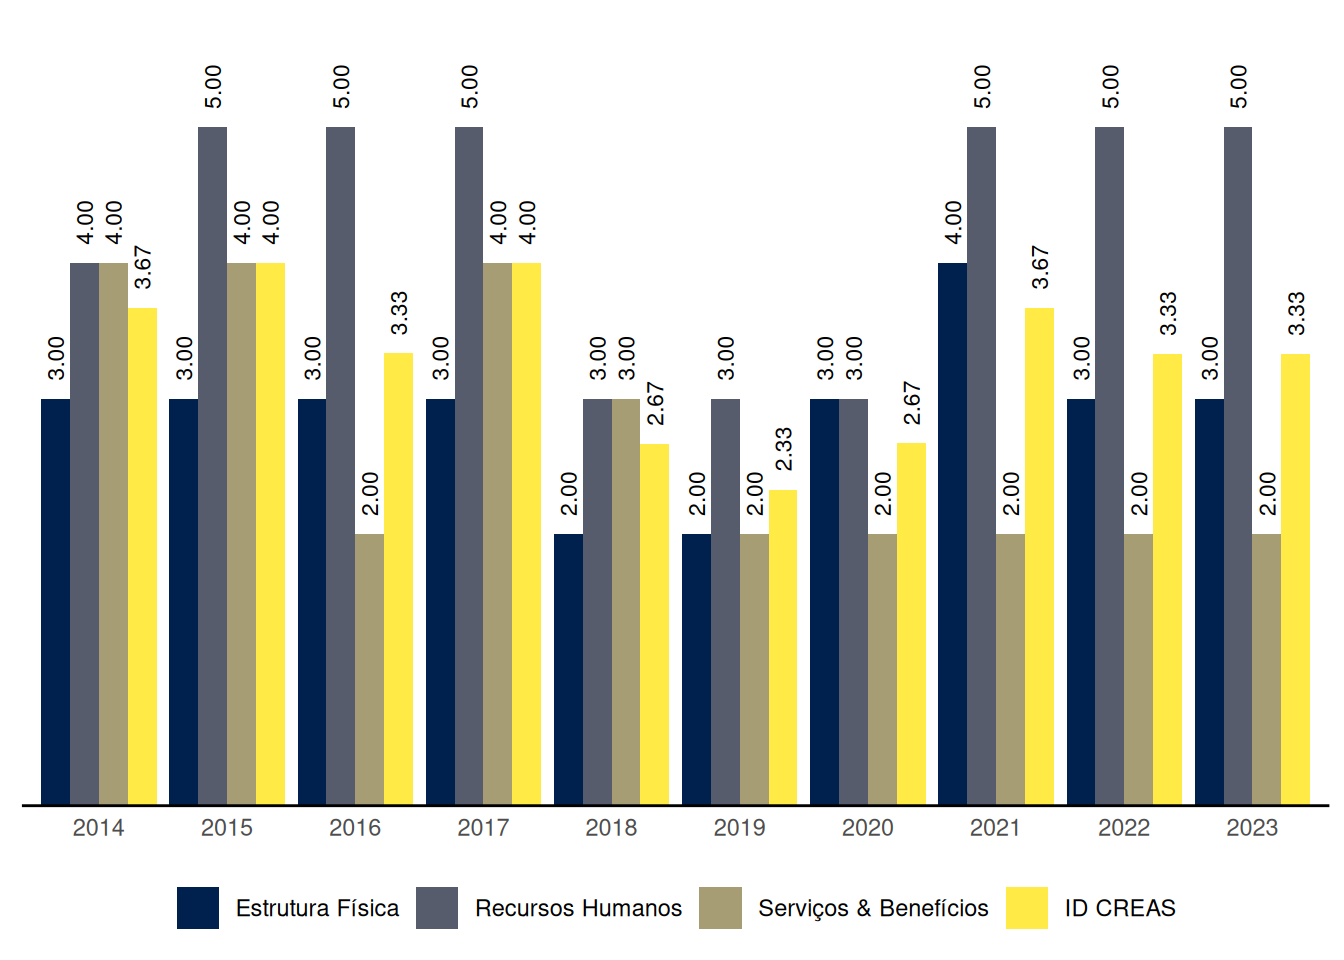 5.00 5.00 5.00 5.00 5.00 5.00
4.00 4.00 4.00 4.00 4.00 4.00 4.00
3.67 3.67
3.33 3.33 3.33
3.00 3.00 3.00 3.00 3.00 3.00 3.00 3.00 3.00 3.00 3.00
2.67 2.67
2.33
2.00 2.00 2.00 2.00 2.00 2.00 2.00 2.00
2014 2015 2016 2017 2018 2019 2020 2021 2022 2023
Estrutura Física Recursos Humanos Serviços & Benefícios ID CREAS